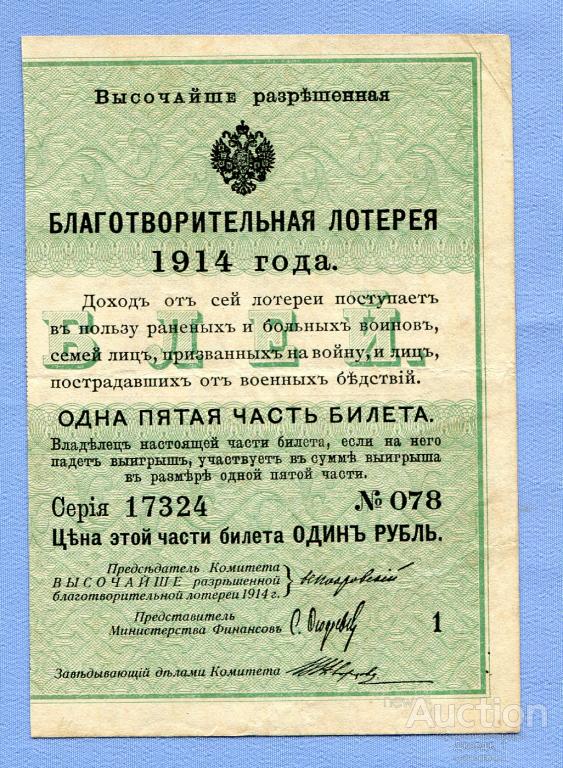 Высочайше разрѣшенная
БЛАГОТВОРИТЕЛЬНАЯ ЛОТЕРЕЯ
1914 года.
Доходъ отъ сей лотереи поступаетъ
въ пользу раненыхъ и больныхъ воиновъ,
семей лицъ, призванныхъ на войну, и лицъ,
пострадавшихъ отъ военныхъ бѣдствій.
ОДНА ПЯТАЯ ЧАСТЬ БИЛЕТА.
Владѣлецъ настоящей части билета, если на него
падетъ выигрышъ, участвуетъ въ суммѣ выигрыша
въ размѣрѣ одной пятой части.
Серія 17324 № 078
Цѣна этой части билета ОДИНЪ РУБЛЬ.
Предсѣдатель Комитета
ВЫСОЧАЙШЕ разрѣшенной
благотворительной лотереи 1914 г.
Представитель
Министерства Финансовъ
1
Завѣдывающій дѣлами Комитета
БЛЕЙ.
newAuction